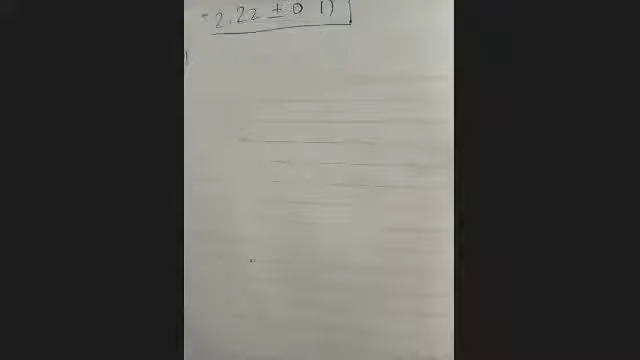 = 2.22 ± 0 11